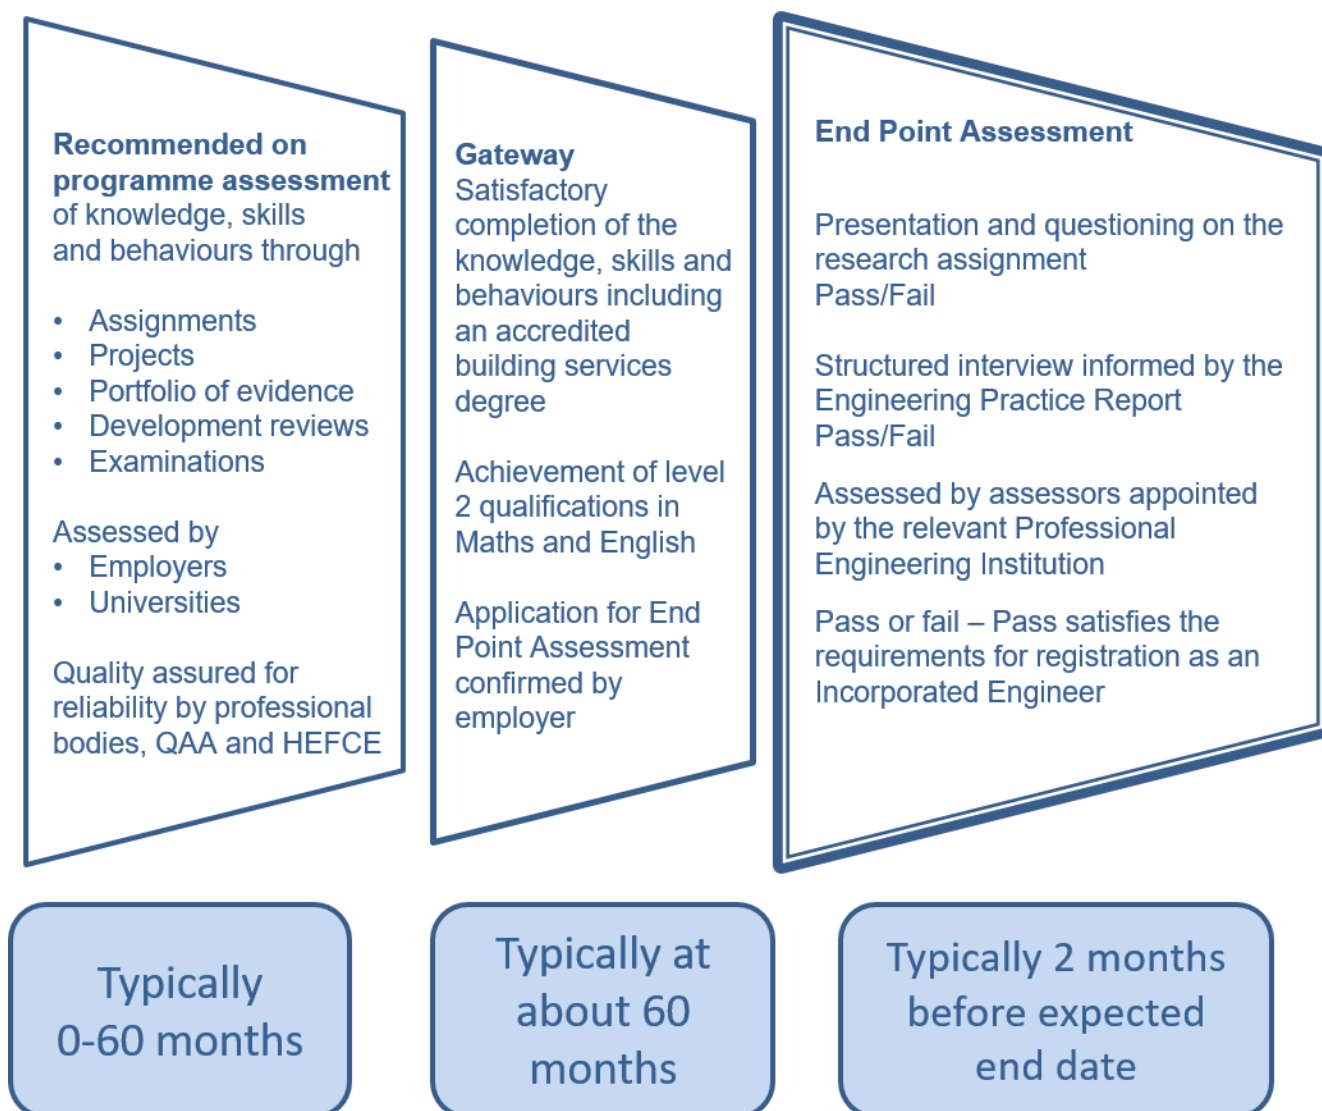 Recommended on
programme assessment
of knowledge, skills
and behaviours through
• Assignments
• Projects
• Portfolio of evidence
• Development reviews
• Examinations
Assessed by
• Employers
• Universities
Quality assured for
reliability by professional
bodies, QAA and HEFCE
Gateway
Satisfactory
completion of the
knowledge, skills and
behaviours including
an accredited
building services
degree
Achievement of level
2 qualifications in
Maths and English
Application for End
Point Assessment
confirmed by
employer
End Point Assessment
Presentation and questioning on the
research assignment
Pass/Fail
Structured interview informed by the
Engineering Practice Report
Pass/Fail
Assessed by assessors appointed
by the relevant Professional
Engineering Institution
Pass or fail – Pass satisfies the
requirements for registration as an
Incorporated Engineer
Typically
0-60 months
Typically at
about 60
months
Typically 2 months
before expected
end date